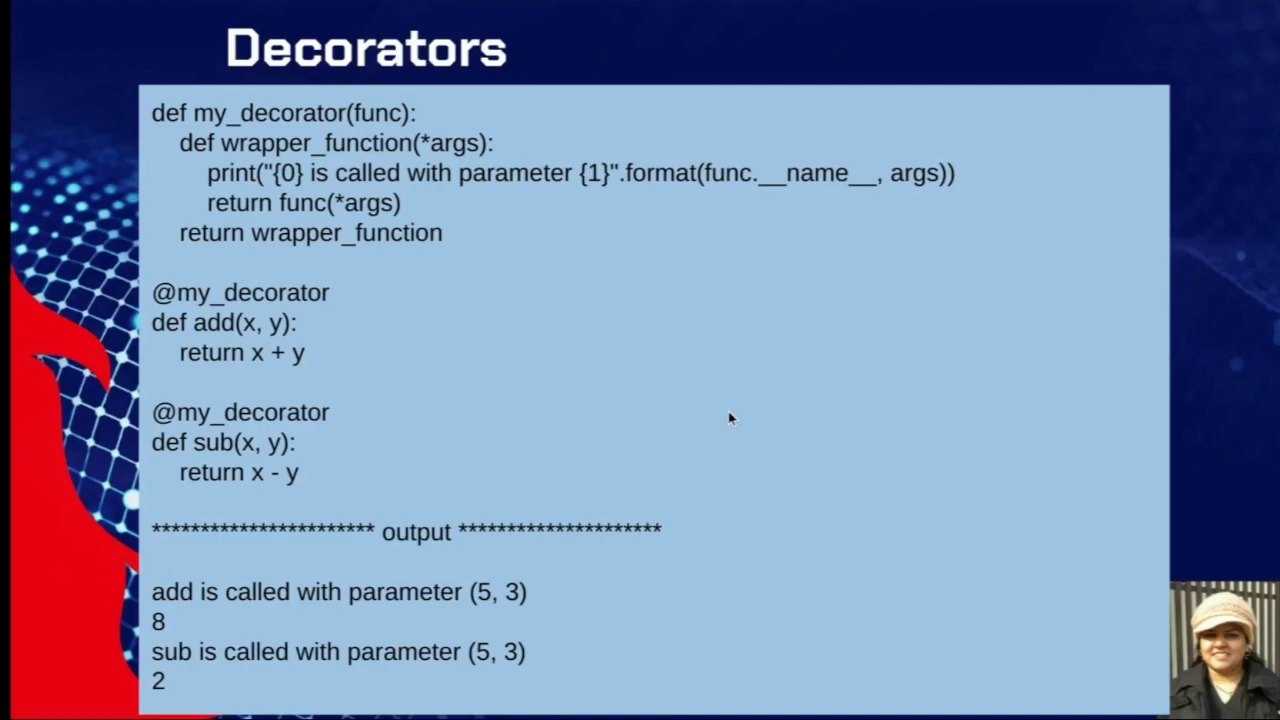 Decorators
def my_decorator(func):
    def wrapper_function(*args):
        print("{0} is called with parameter {1}".format(func.__name__, args))
        return func(*args)
    return wrapper_function

@my_decorator
def add(x, y):
    return x + y

@my_decorator
def sub(x, y):
    return x - y

*********************** output *********************

add is called with parameter (5, 3)
8
sub is called with parameter (5, 3)
2